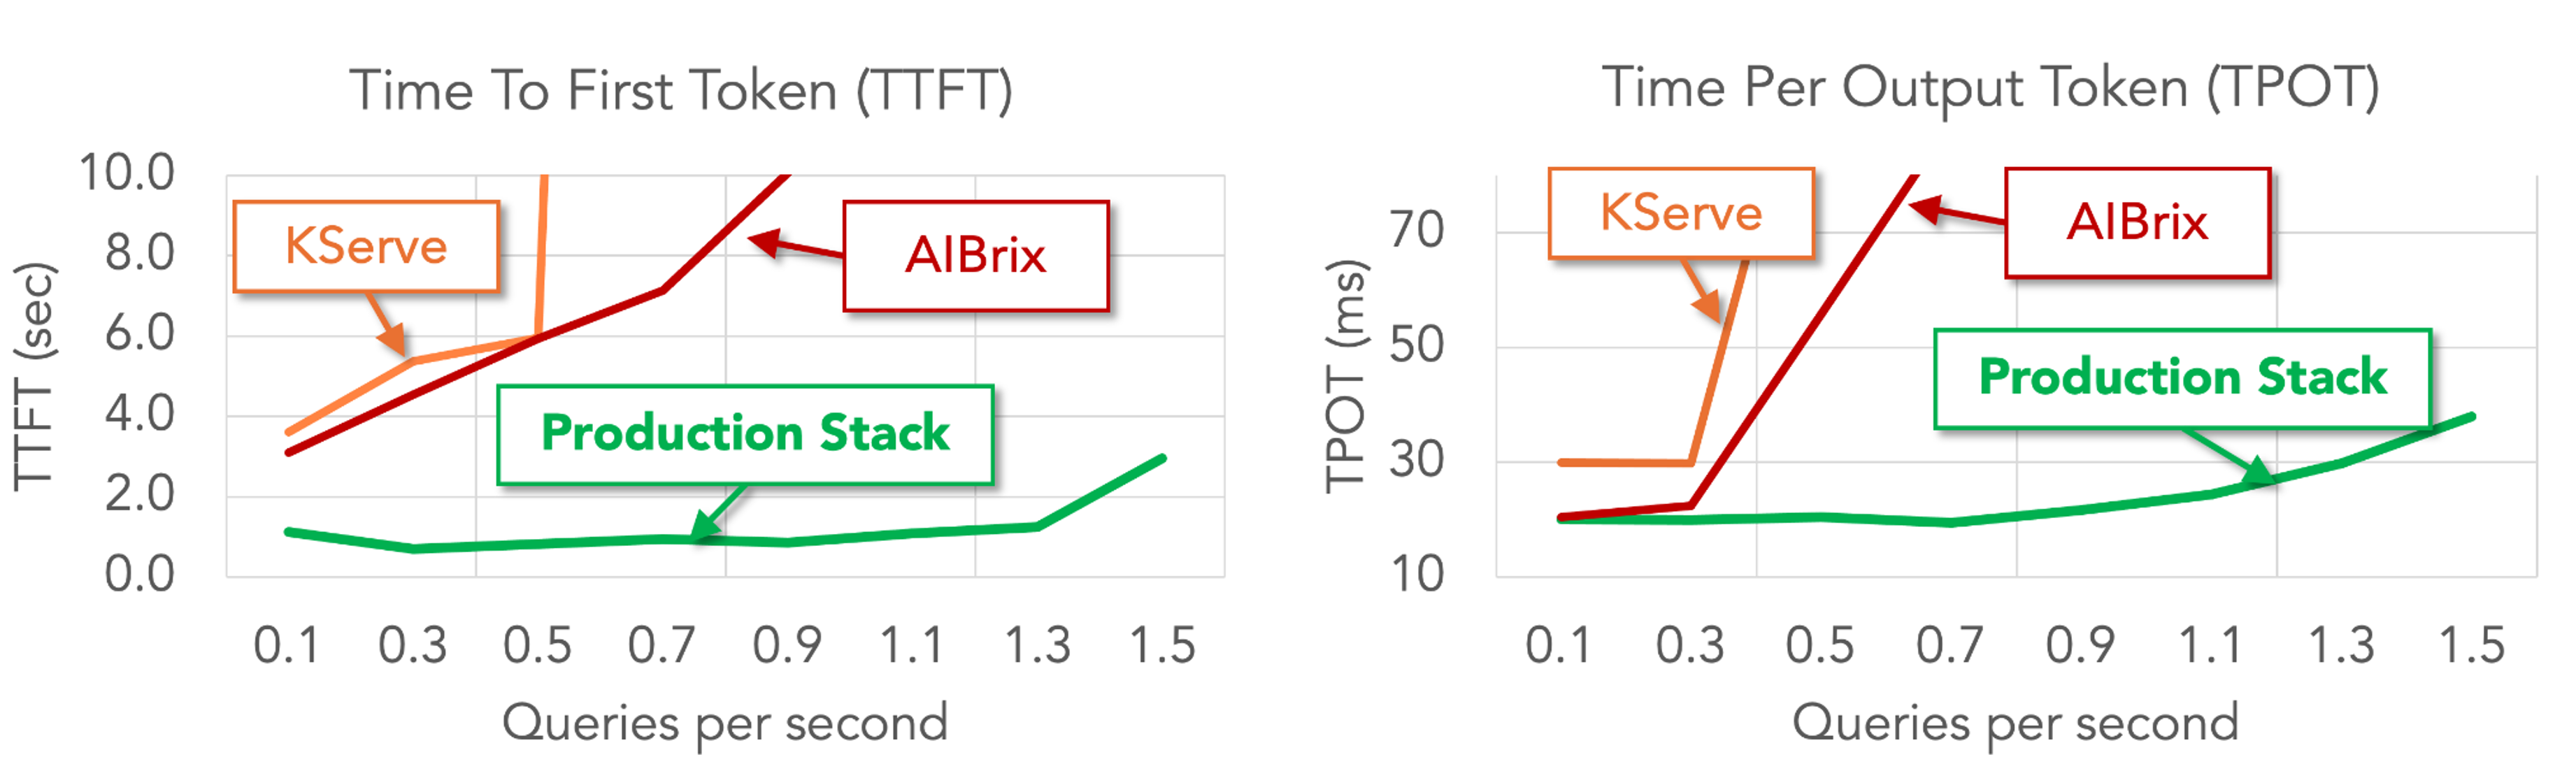 Time To First Token (TTFT)
TTFT (sec)
10.0
8.0
6.0
4.0
2.0
0.0
KServe
AIBrix
Production Stack
0.1 0.3 0.5 0.7 0.9 1.1 1.3 1.5
Queries per second
Time Per Output Token (TPOT)
TPOT (ms)
70
50
30
10
KServe
AIBrix
Production Stack
0.1 0.3 0.5 0.7 0.9 1.1 1.3 1.5
Queries per second